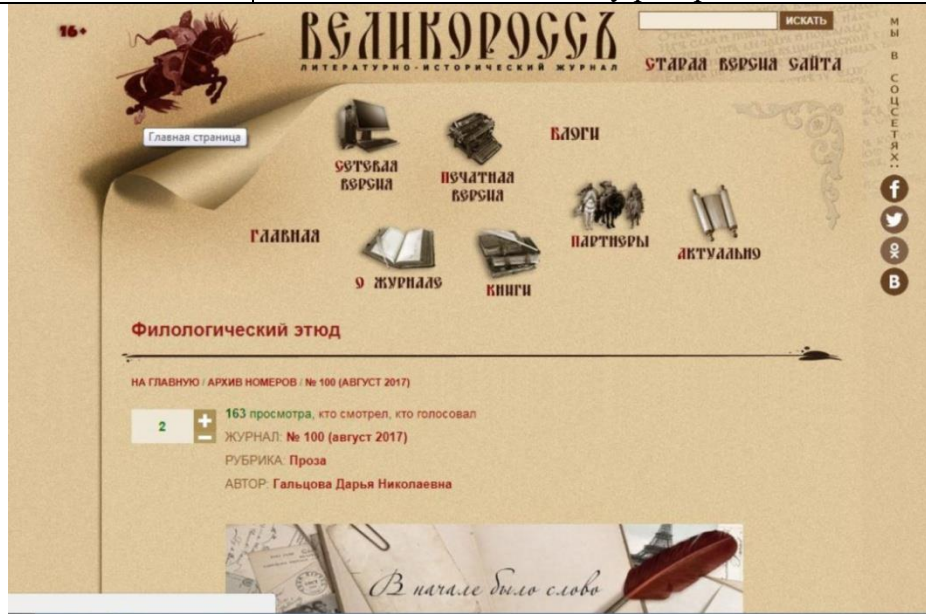 16+
ВЕЛИКОРОССЪ
ЛИТЕРАТУРНО-ИСТОРИЧЕСКИЙ ЖУРНАЛ
ИСКАТЬ
СТАРАЯ ВЕРСИЯ САЙТА
МЫ В СОЦСЕТЯХ:
Главная страница
СЕТЕВАЯ
ВЕРСИЯ
ПЕЧАТНАЯ
ВЕРСИЯ
БЛОГИ
ГЛАВНАЯ
О ЖУРНАЛЕ
КНИГИ
ПАРТНЕРЫ
АКТУАЛЬНО
Филологический этюд
НА ГЛАВНУЮ / АРХИВ НОМЕРОВ / № 100 (АВГУСТ 2017)
2
163 просмотра, кто смотрел, кто голосовал
ЖУРНАЛ: № 100 (август 2017)
РУБРИКА: Проза
АВТОР: Гальцова Дарья Николаевна
В начале было слово